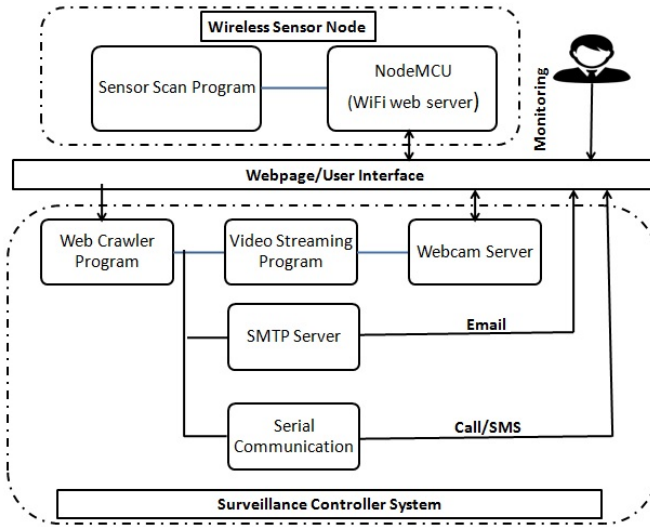 Wireless Sensor Node
Sensor Scan Program
NodeMCU
(WiFi web server)
Monitoring
Webpage/User Interface
Web Crawler
Program
Video Streaming
Program
Webcam Server
SMTP Server
Email
Serial
Communication
Call/SMS
Surveillance Controller System